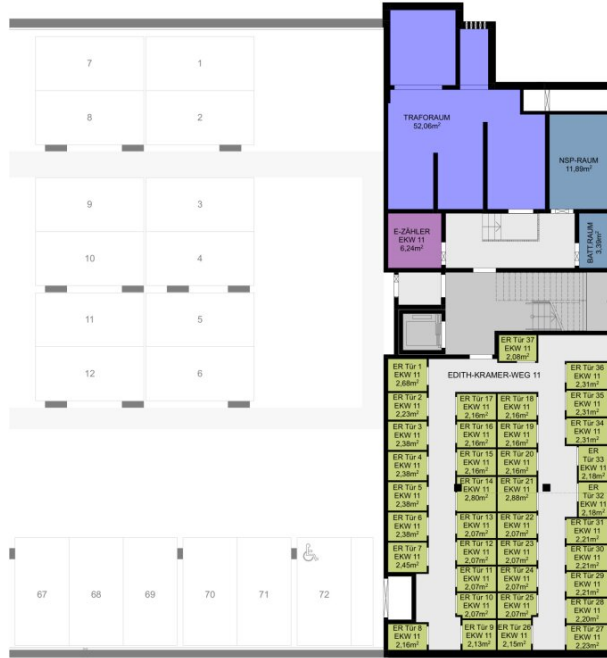 7
1
8
2
9
3
10
4
11
5
12
6
67
68
69
70
71
72
TRAFORAUM
52,06m²
NSP-RAUM
11,89m²
E-ZÄHLER
EKW 11
6,24m²
BATT.RAUM
3,39m²
EDITH-KRAMER-WEG 11
ER Tür 37
EKW 11
2,08m²
ER Tür 1
EKW 11
2,68m²
ER Tür 2
EKW 11
2,23m²
ER Tür 3
EKW 11
2,38m²
ER Tür 4
EKW 11
2,38m²
ER Tür 5
EKW 11
2,38m²
ER Tür 6
EKW 11
2,38m²
ER Tür 7
EKW 11
2,45m²
ER Tür 8
EKW 11
2,16m²
ER Tür 17
EKW 11
2,16m²
ER Tür 16
EKW 11
2,16m²
ER Tür 15
EKW 11
2,16m²
ER Tür 14
EKW 11
2,80m²
ER Tür 13
EKW 11
2,07m²
ER Tür 12
EKW 11
2,07m²
ER Tür 11
EKW 11
2,07m²
ER Tür 10
EKW 11
2,07m²
ER Tür 9
EKW 11
2,13m²
ER Tür 18
EKW 11
2,16m²
ER Tür 19
EKW 11
2,16m²
ER Tür 20
EKW 11
2,16m²
ER Tür 21
EKW 11
2,88m²
ER Tür 22
EKW 11
2,07m²
ER Tür 23
EKW 11
2,07m²
ER Tür 24
EKW 11
2,07m²
ER Tür 25
EKW 11
2,07m²
ER Tür 26
EKW 11
2,15m²
ER Tür 36
EKW 11
2,31m²
ER Tür 35
EKW 11
2,31m²
ER Tür 34
EKW 11
2,31m²
ER
Tür 33
EKW 11
2,18m²
ER
Tür 32
EKW 11
2,18m²
ER Tür 31
EKW 11
2,21m²
ER Tür 30
EKW 11
2,21m²
ER Tür 29
EKW 11
2,21m²
ER Tür 28
EKW 11
2,20m²
ER Tür 27
EKW 11
2,23m²